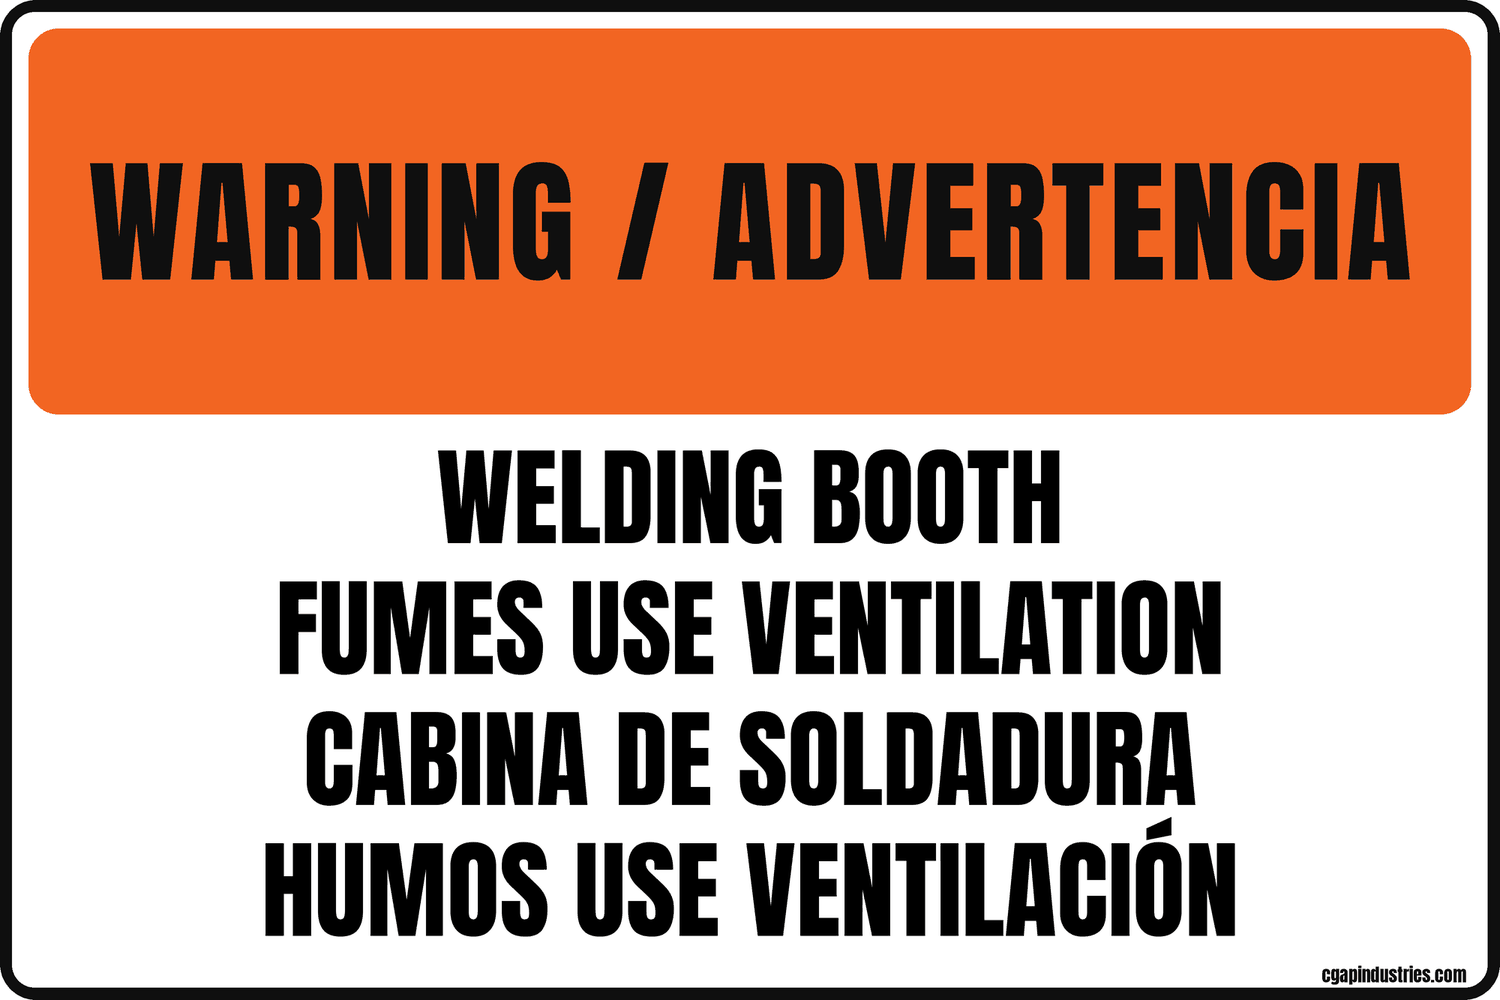 WARNING / ADVERTENCIA
WELDING BOOTH
FUMES USE VENTILATION
CABINA DE SOLDADURA
HUMOS USE VENTILACIÓN
cgapindustries.com